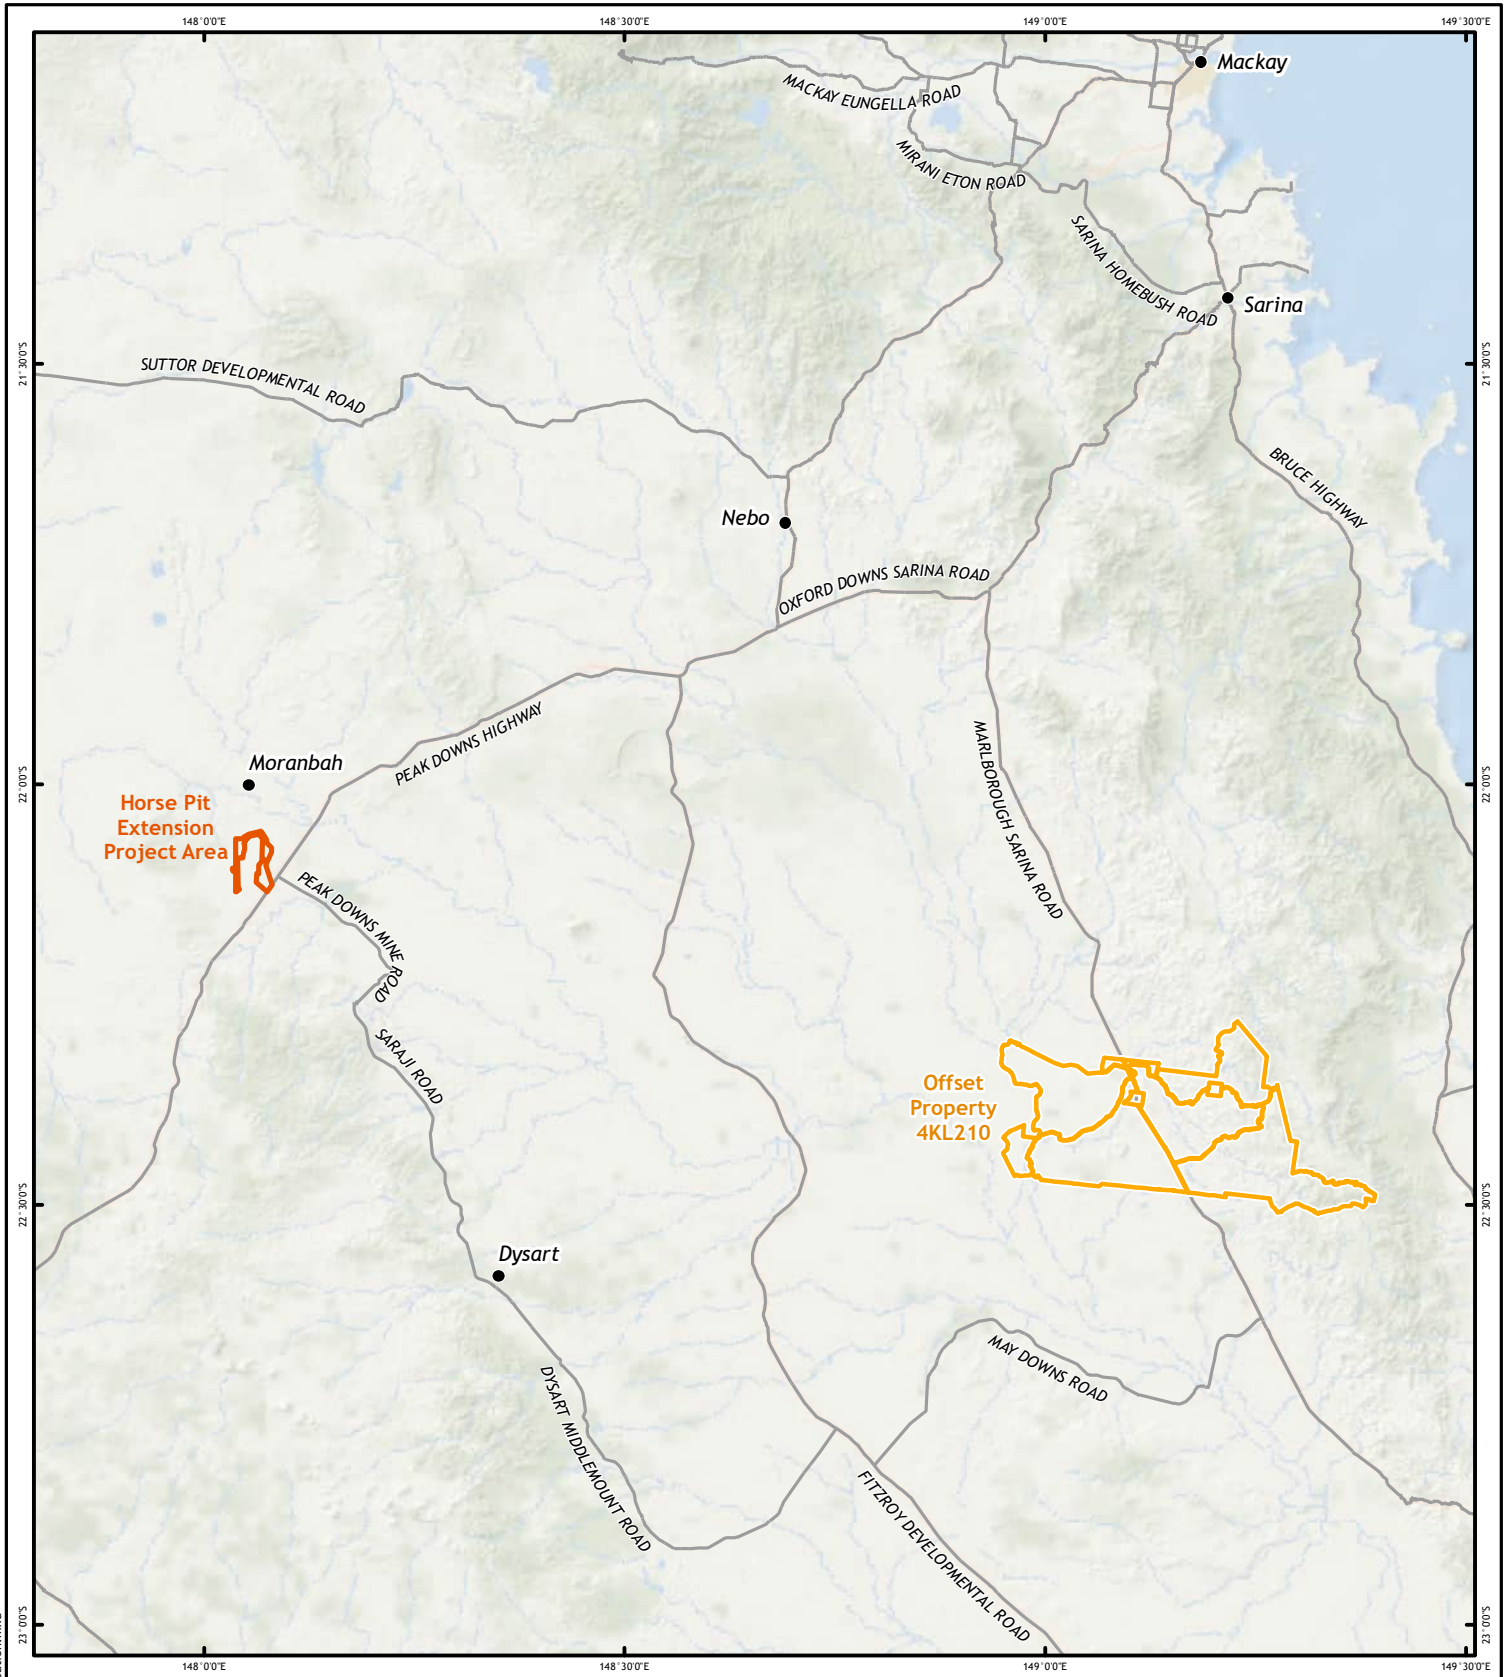 148°0'0"E
148°30'0"E
149°0'0"E
149°30'0"E
Mackay
MACKAY EUNGELLA ROAD
MIRANI ETON ROAD
SARINA HOMEBUSH ROAD
Sarina
21°30'0"S
21°30'0"S
SUTTOR DEVELOPMENTAL ROAD
BRUCE HIGHWAY
Nebo
OXFORD DOWNS SARINA ROAD
PEAK DOWNS HIGHWAY
MARLBOROUGH SARINA ROAD
Moranbah
22°0'0"S
22°0'0"S
Horse Pit
Extension
Project Area
PEAK DOWNS MINE ROAD
SARAJI ROAD
Offset
Property
4KL210
22°30'0"S
22°30'0"S
Dysart
MAY DOWNS ROAD
DYSART MIDDLEMOUNT ROAD
FITZROY DEVELOPMENTAL ROAD
23°0'0"S
23°0'0"S
148°0'0"E
148°30'0"E
149°0'0"E
149°30'0"E